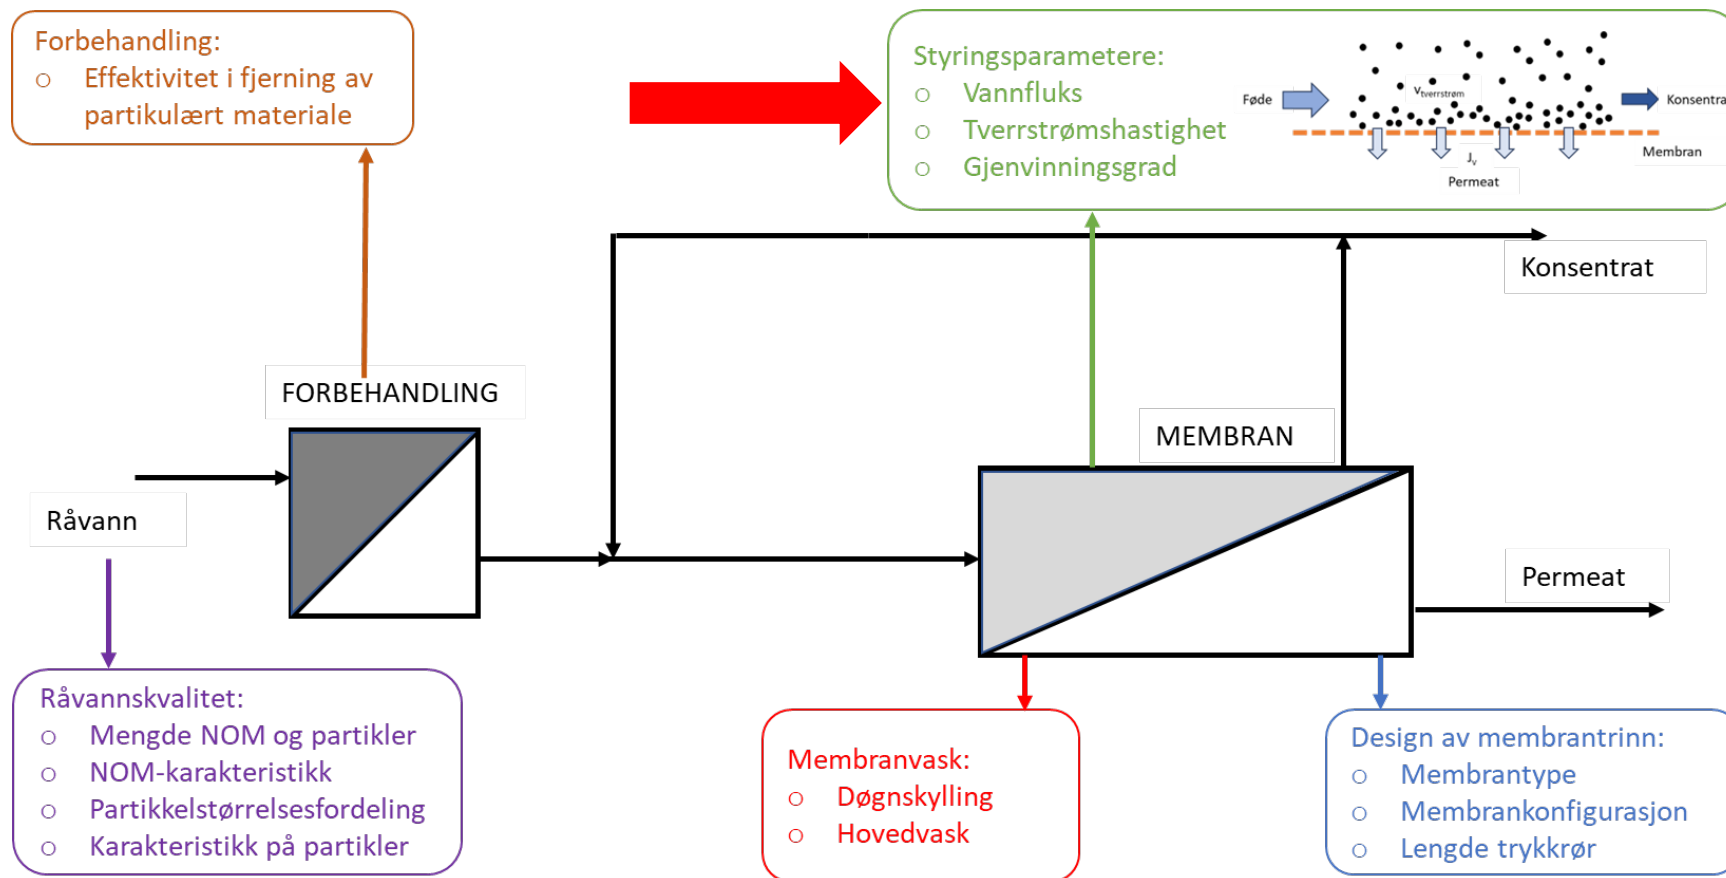 Forbehandling:
o Effektivitet i fjerning av
partikulært materiale
Styringsparametere:
o Vannfluks
o Tverrstrømshastighet
o Gjenvinningsgrad
Føde
Vtverrstrøm
Konsentra
Membran
Jv
Permeat
Konsentrat
FORBEHANDLING
MEMBRAN
Råvann
Permeat
Råvannskvalitet:
o Mengde NOM og partikler
o NOM-karakteristikk
o Partikkelstørrelsesfordeling
o Karakteristikk på partikler
Membranvask:
o Døgnskylling
o Hovedvask
Design av membrantrinn:
o Membrantype
o Membrankonfigurasjon
o Lengde trykkrør